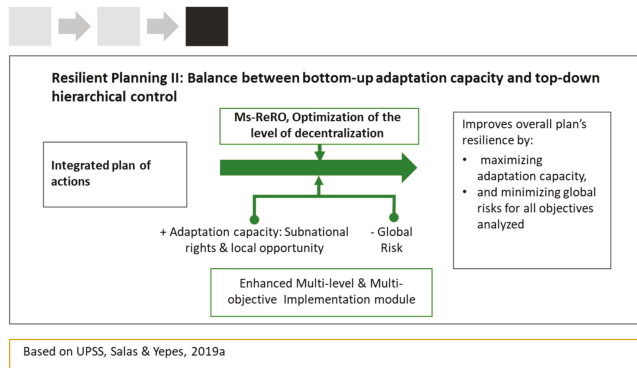 Resilient Planning II: Balance between bottom-up adaptation capacity and top-down
hierarchical control
Ms-ReRO, Optimization of the
level of decentralization
Integrated plan of
actions
+ Adaptation capacity: Subnational
rights & local opportunity
- Global
Risk
Enhanced Multi-level & Multi-
objective Implementation module
Improves overall plan's
resilience by:
• maximizing
adaptation capacity,
• and minimizing global
risks for all objectives
analyzed
Based on UPSS, Salas & Yepes, 2019a